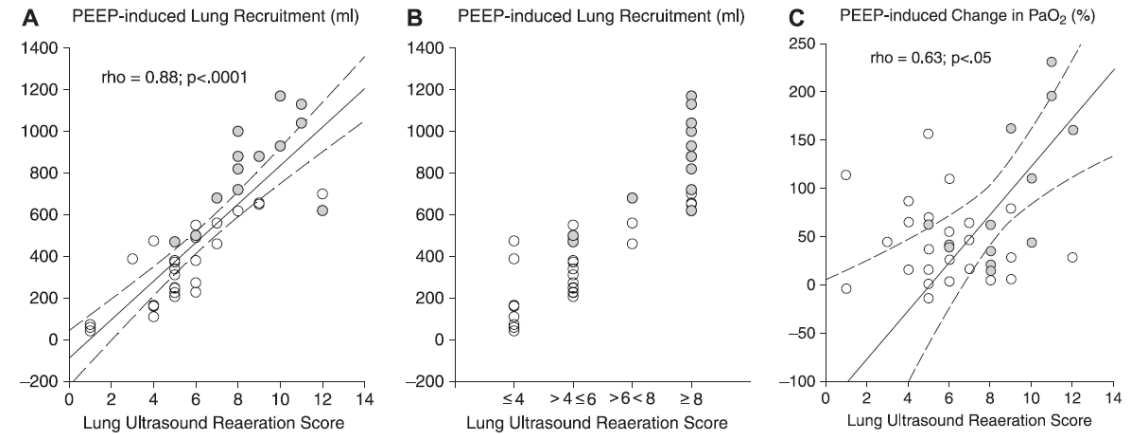 A PEEP-induced Lung Recruitment (ml)
1400
1200
1000
800
600
400
200
0
−200
rho = 0.88; p<.0001
0 2 4 6 8 10 12 14
Lung Ultrasound Reaeration Score
B PEEP-induced Lung Recruitment (ml)
1400
1200
1000
800
600
400
200
0
−200
≤4 >4≤6 >6<8 ≥8
Lung Ultrasound Reaeration Score
C PEEP-induced Change in PaO₂ (%)
250
200
150
100
50
0
−50
−100
rho = 0.63; p<.05
0 2 4 6 8 10 12 14
Lung Ultrasound Reaeration Score